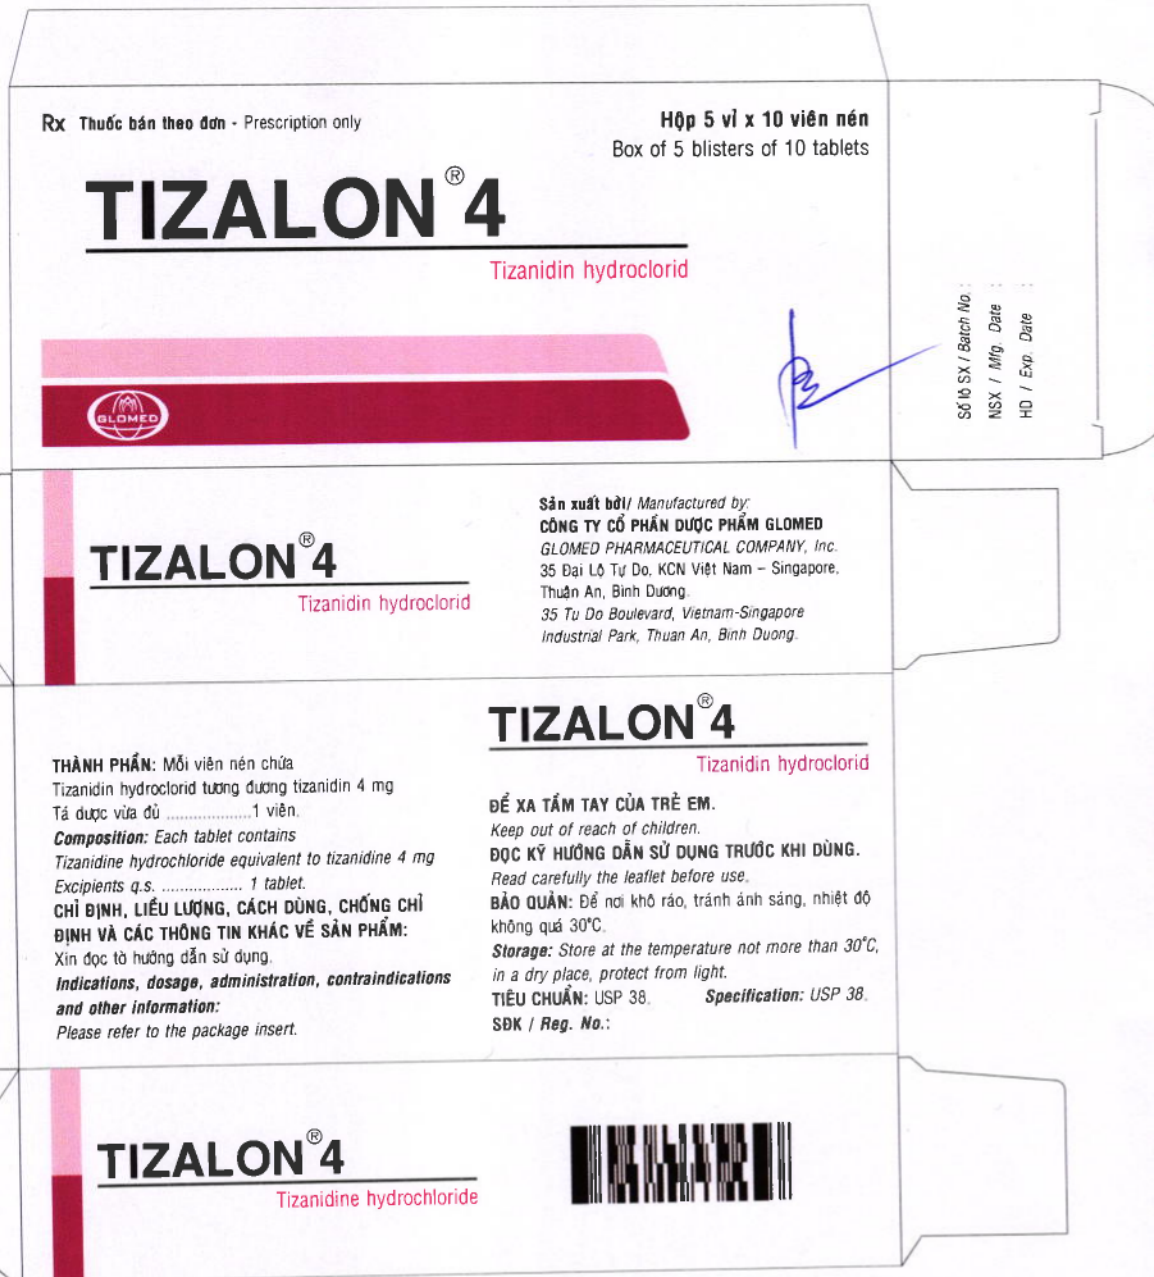 Rx Thuốc bán theo đơn - Prescription only
Hộp 5 vỉ x 10 viên nén
Box of 5 blisters of 10 tablets
TIZALON®4
Tizanidin hydroclorid
GLOMED
Số lô SX / Batch No. :
NSX / Mfg. Date :
HD / Exp. Date :
TIZALON®4
Tizanidin hydroclorid
Sản xuất bởi/ Manufactured by:
CÔNG TY CỔ PHẦN DƯỢC PHẨM GLOMED
GLOMED PHARMACEUTICAL COMPANY, Inc.
35 Đại Lộ Tự Do, KCN Việt Nam – Singapore,
Thuận An, Bình Dương.
35 Tu Do Boulevard, Vietnam-Singapore
Industrial Park, Thuan An, Binh Duong.
THÀNH PHẦN: Mỗi viên nén chứa
Tizanidin hydroclorid tương đương tizanidin 4 mg
Tá dược vừa đủ ...................1 viên.
Composition: Each tablet contains
Tizanidine hydrochloride equivalent to tizanidine 4 mg
Excipients q.s. .................. 1 tablet.
CHỈ ĐỊNH, LIỀU LƯỢNG, CÁCH DÙNG, CHỐNG CHỈ
ĐỊNH VÀ CÁC THÔNG TIN KHÁC VỀ SẢN PHẨM:
Xin đọc tờ hướng dẫn sử dụng.
Indications, dosage, administration, contraindications
and other information:
Please refer to the package insert.
TIZALON®4
Tizanidin hydroclorid
ĐỂ XA TẦM TAY CỦA TRẺ EM.
Keep out of reach of children.
ĐỌC KỸ HƯỚNG DẪN SỬ DỤNG TRƯỚC KHI DÙNG.
Read carefully the leaflet before use.
BẢO QUẢN: Để nơi khô ráo, tránh ánh sáng, nhiệt độ
không quá 30°C.
Storage: Store at the temperature not more than 30°C,
in a dry place, protect from light.
TIÊU CHUẨN: USP 38. Specification: USP 38.
SĐK / Reg. No.:
TIZALON®4
Tizanidine hydrochloride